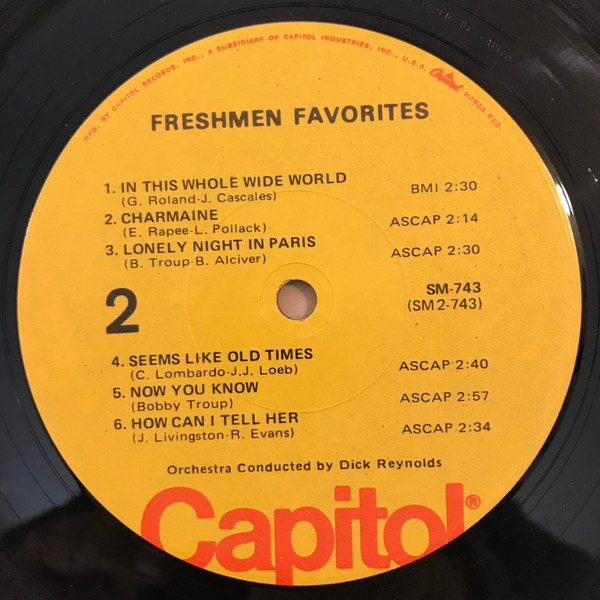 MFD. BY CAPITOL RECORDS, INC., A SUBSIDIARY OF CAPITOL INDUSTRIES, INC., U.S.A. Capitol MARCA REG.
FRESHMEN FAVORITES
1. IN THIS WHOLE WIDE WORLD BMI 2:30
(G. Roland-J. Cascales)
2. CHARMAINE ASCAP 2:14
(E. Rapee-L. Pollack)
3. LONELY NIGHT IN PARIS ASCAP 2:30
(B. Troup-B. Alciver)
2
SM-743
(SM2-743)
4. SEEMS LIKE OLD TIMES ASCAP 2:40
(C. Lombardo-J.J. Loeb)
5. NOW YOU KNOW ASCAP 2:57
(Bobby Troup)
6. HOW CAN I TELL HER ASCAP 2:34
(J. Livingston-R. Evans)
Orchestra Conducted by Dick Reynolds
Capitol®